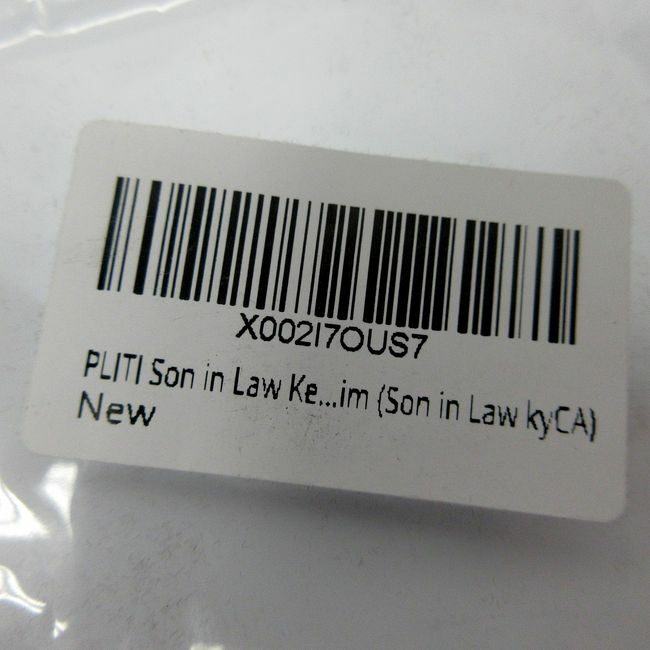 X002I7OUS7
PLITI Son in Law Ke...im (Son in Law kyCA)
New